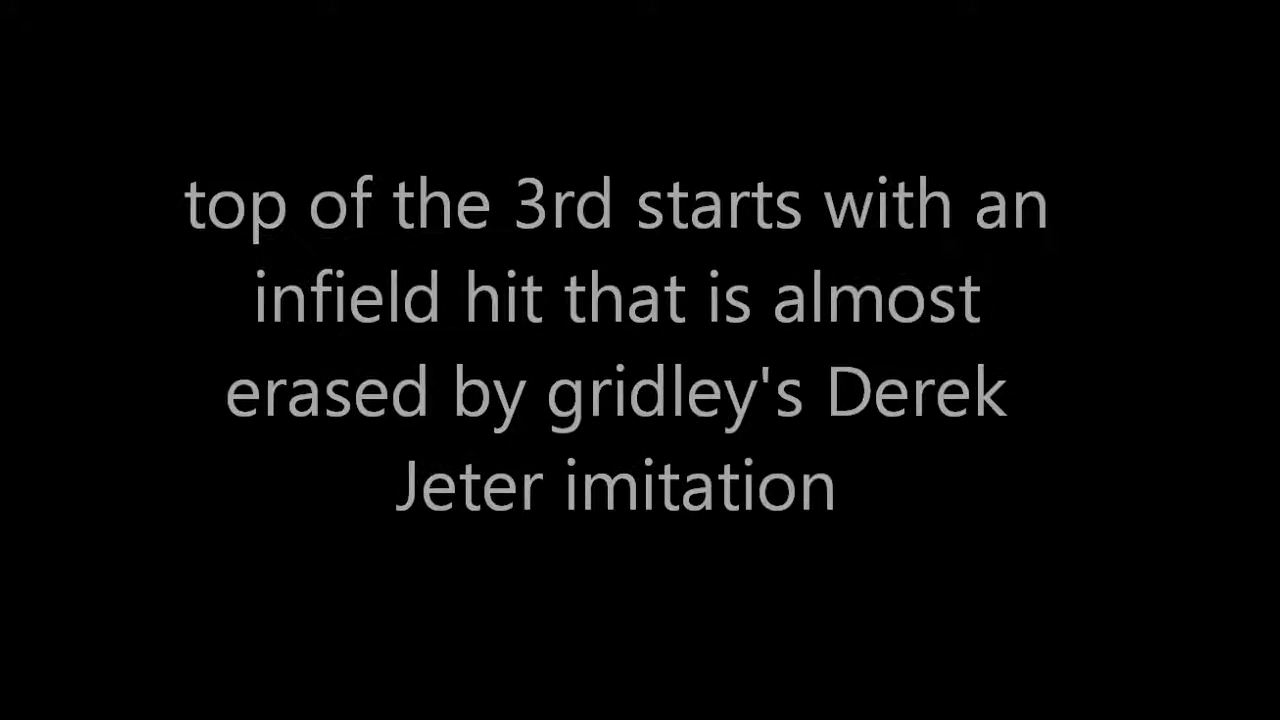 top of the 3rd starts with an
infield hit that is almost
erased by gridley's Derek
Jeter imitation